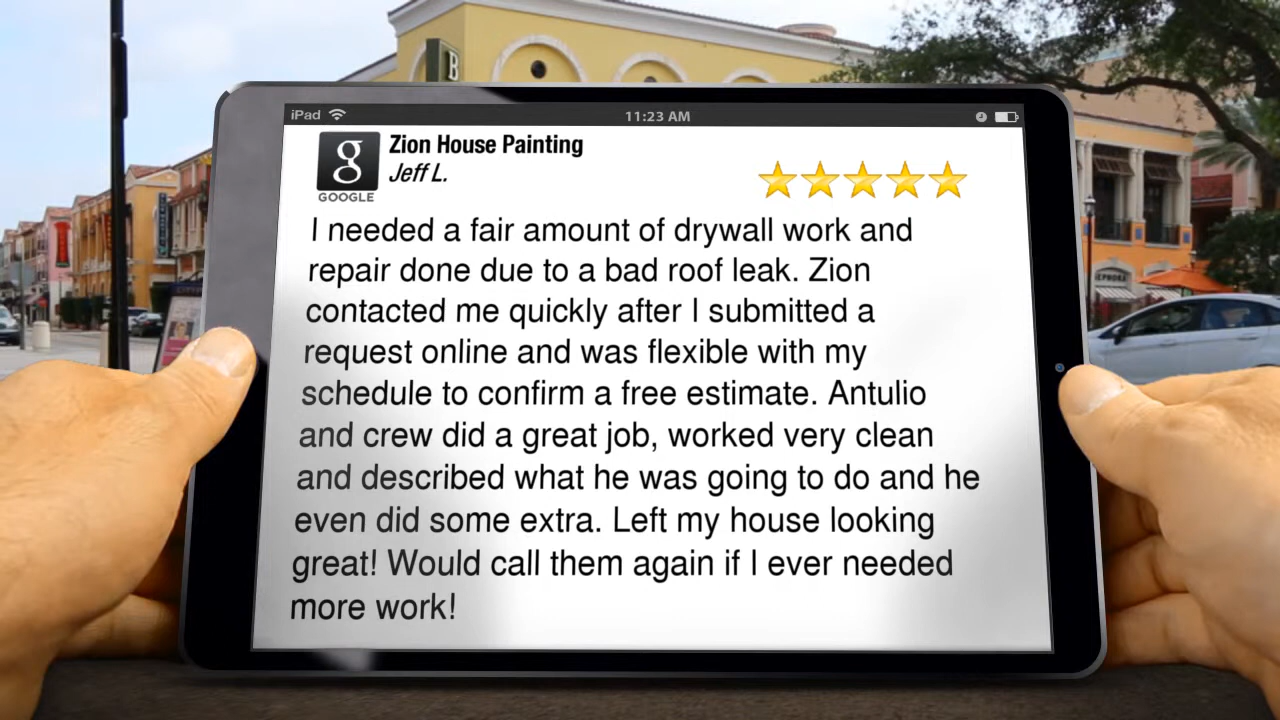 iPad 11:23 AM
g
GOOGLE
Zion House Painting
Jeff L.
I needed a fair amount of drywall work and
repair done due to a bad roof leak. Zion
contacted me quickly after I submitted a
request online and was flexible with my
schedule to confirm a free estimate. Antulio
and crew did a great job, worked very clean
and described what he was going to do and he
even did some extra. Left my house looking
great! Would call them again if I ever needed
more work!
B
SEPHORA